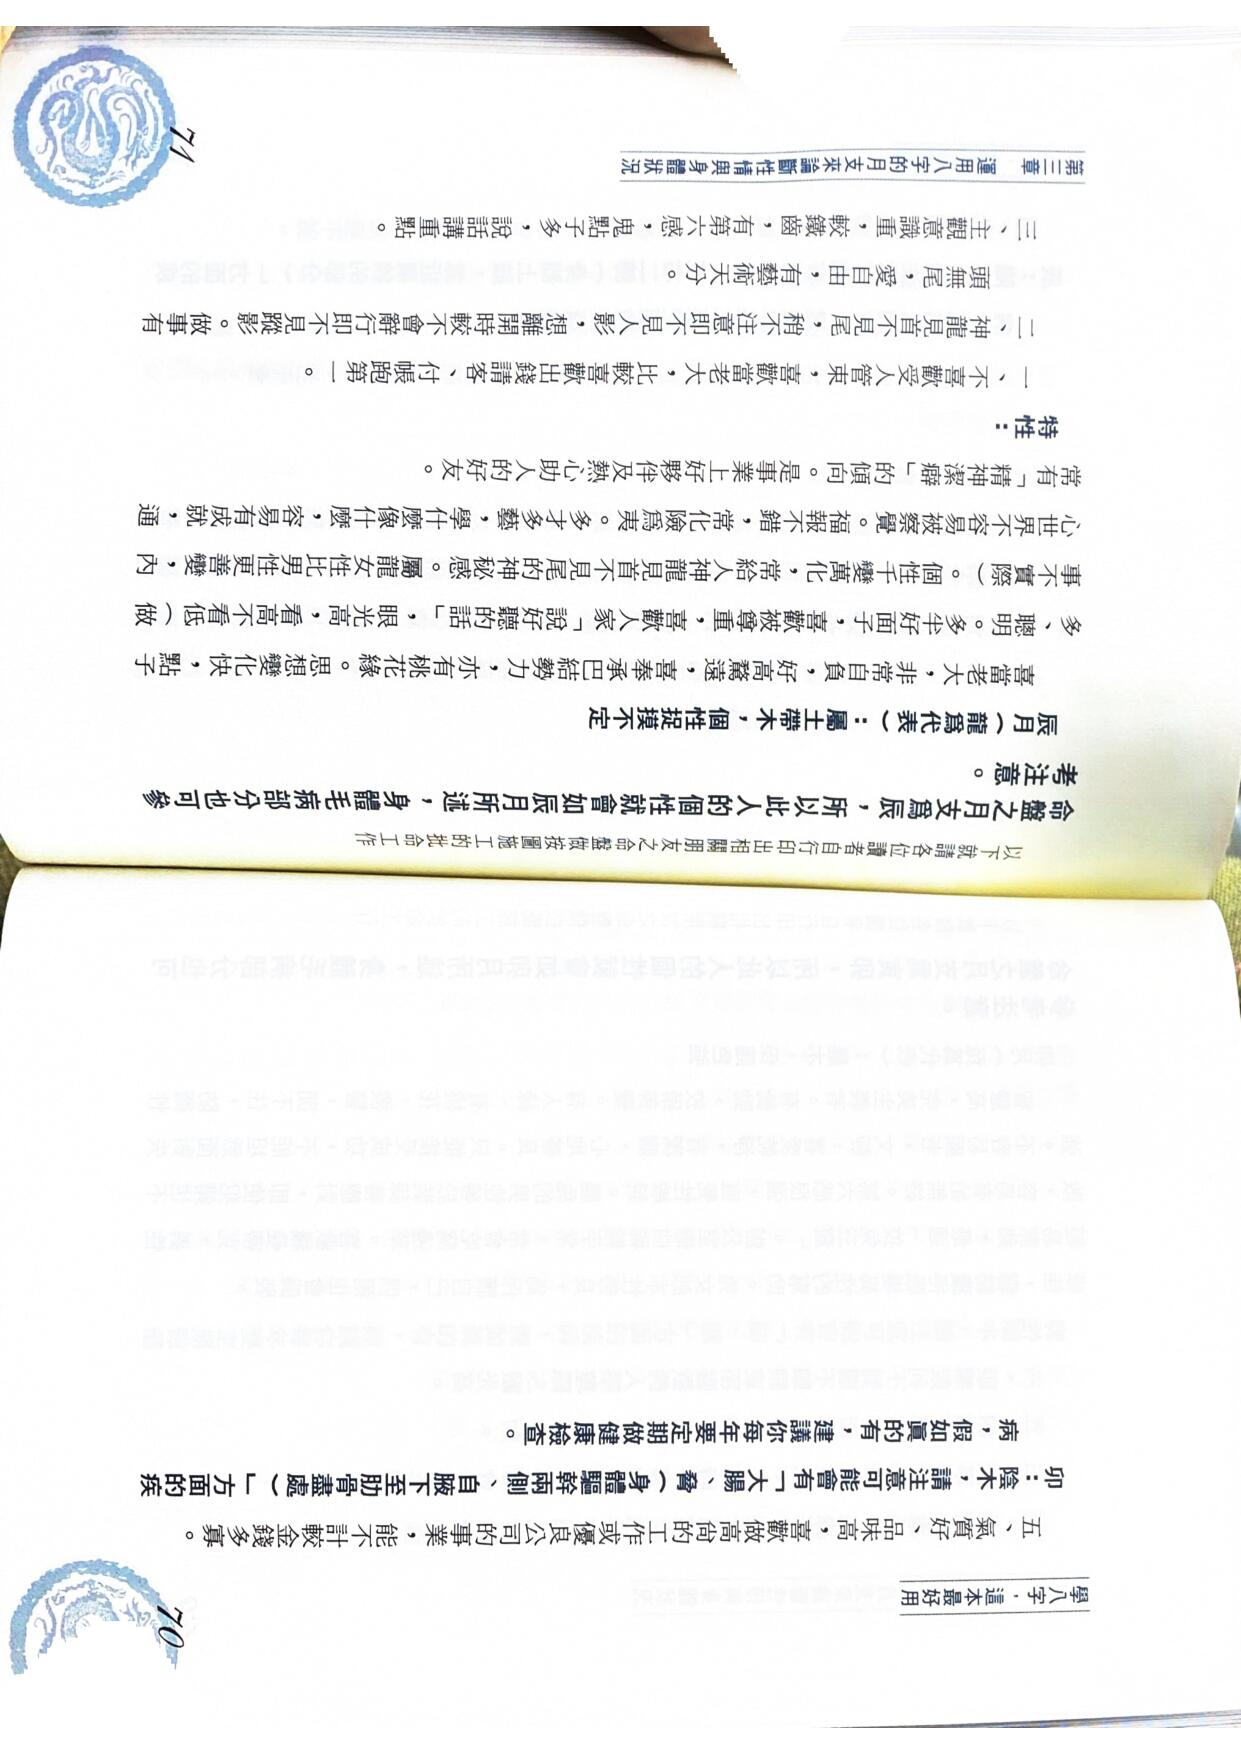 學八字，這本最好用
五、氣質好、品味高，喜歡做高尚的工作或優良公司的事業，能不計較金錢多寡。
卯：陰木，請注意可能會有「大腸、脅（身體驅幹兩側、自腋下至肋骨盡處）」方面的疾
病，假如眞的有，建議你每年要定期做健康檢查。
70
以下就請各位讀者自行印出相關朋友之命盤做按圖施工的批命工作
命盤之月支爲辰，所以此人的個性就會如辰月所述，身體毛病部分也可參
考注意。
辰月（龍爲代表）：屬土帶木，個性捉摸不定
喜當老大，非常自負，好高騖遠，喜奉承巴結勢力，亦有桃花緣。思想變化快，點子
多、聰明。多半好面子，喜歡被尊重，喜歡人家「說好聽的話」，眼光高，看高不看低（做
事不實際）。個性千變萬化，常給人神龍見首不見尾的神秘感。屬龍女性比男性更善變，內
心世界不容易被察覺。福報不錯，常化險爲夷。多才多藝，學什麼像什麼，容易有成就，通
常有「精神潔癖」的傾向。是事業上好夥伴及熱心助人的好友。
特性：
一、不喜歡受人管束，喜歡當老大，比較喜歡出錢請客、付帳跑第一。
二、神龍見首不見尾，稍不注意即不見人影，想離開時較不會辭行即不見蹤影。做事有
頭無尾，愛自由，有藝術天分。
三、主觀意識重，較鐵齒，有第六感，鬼點子多，說話講重點。
第三章 運用八字的月支來論斷性情與身體狀況
71